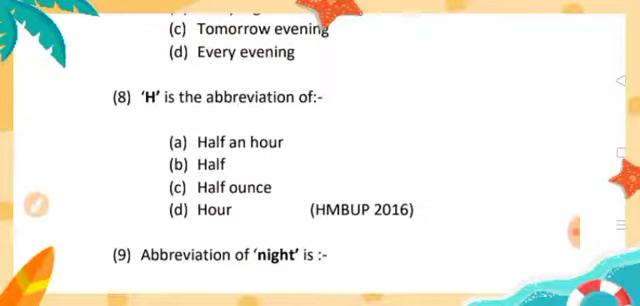 (c) Tomorrow evening
(d) Every evening
(8) 'H' is the abbreviation of:-
(a) Half an hour
(b) Half
(c) Half ounce
(d) Hour (HMBUP 2016)
(9) Abbreviation of 'night' is :-